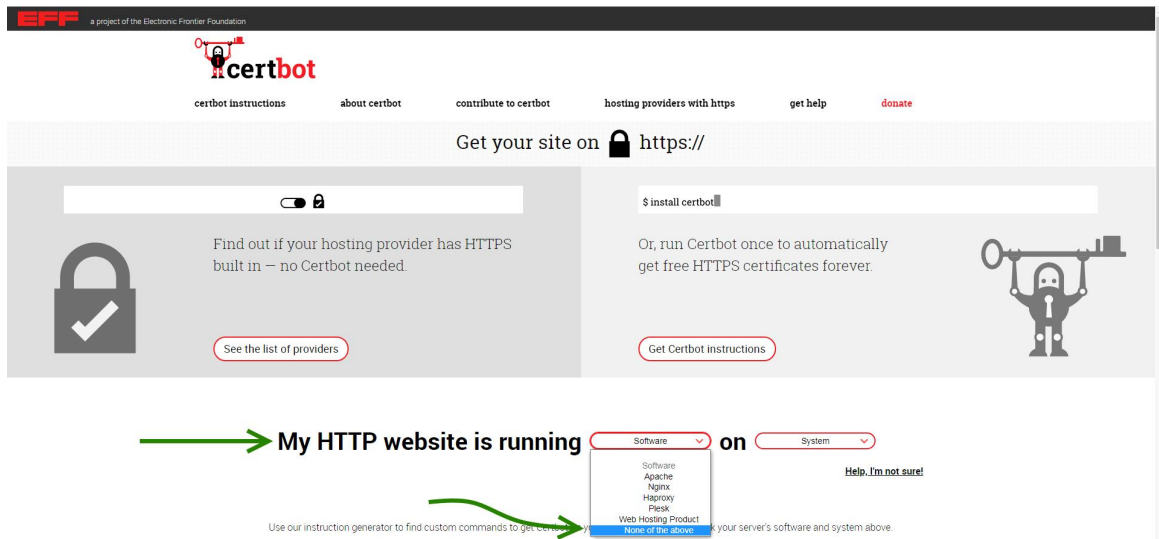 EFF a project of the Electronic Frontier Foundation
certbot
certbot instructions about certbot contribute to certbot hosting providers with https get help donate
Get your site on https://
$ install certbot
Find out if your hosting provider has HTTPS
built in — no Certbot needed.
See the list of providers
Or, run Certbot once to automatically
get free HTTPS certificates forever.
Get Certbot instructions
My HTTP website is running Software on System
Help, I'm not sure!
Software
Apache
Nginx
Haproxy
Plesk
Web Hosting Product
None of the above
Use our instruction generator to find custom commands to get your server's software and system above.